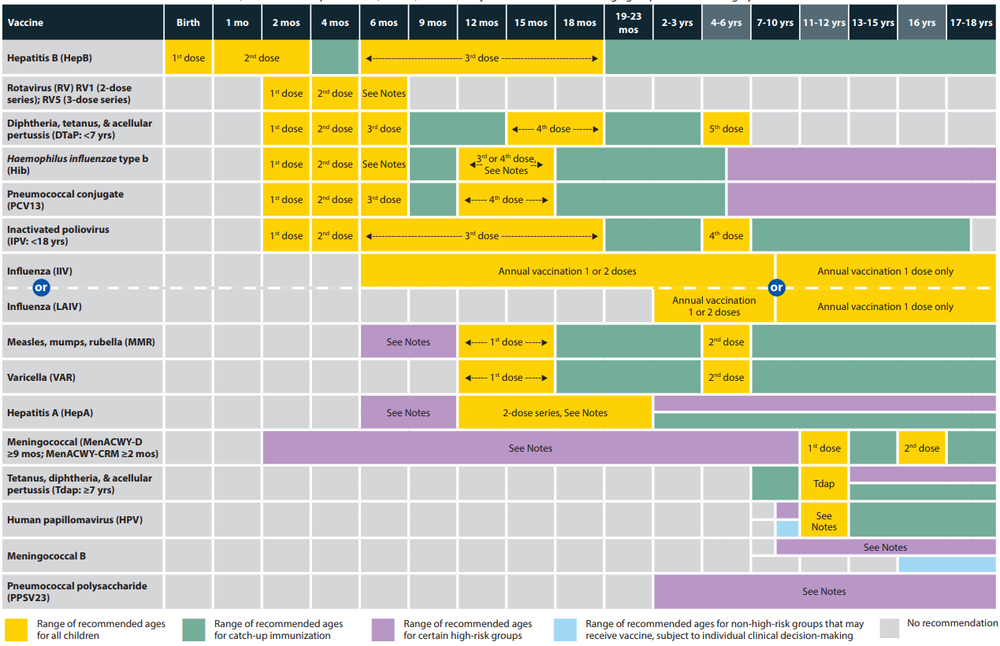 Vaccine Birth 1 mo 2 mos 4 mos 6 mos 9 mos 12 mos 15 mos 18 mos 19-23 mos 2-3 yrs 4-6 yrs 7-10 yrs 11-12 yrs 13-15 yrs 16 yrs 17-18 yrs
Hepatitis B (HepB)
1st dose 2nd dose 3rd dose
Rotavirus (RV) RV1 (2-dose
series); RV5 (3-dose series)
1st dose 2nd dose See Notes
Diphtheria, tetanus, & acellular
pertussis (DTaP: <7 yrs)
1st dose 2nd dose 3rd dose 4th dose 5th dose
Haemophilus influenzae type b
(Hib)
1st dose 2nd dose See Notes
3rd or 4th dose,
See Notes
Pneumococcal conjugate
(PCV13)
1st dose 2nd dose 3rd dose 4th dose
Inactivated poliovirus
(IPV: <18 yrs)
1st dose 2nd dose 3rd dose 4th dose
Influenza (IIV)
Annual vaccination 1 or 2 doses Annual vaccination 1 dose only
or or
Influenza (LAIV)
Annual vaccination
1 or 2 doses
Annual vaccination 1 dose only
Measles, mumps, rubella (MMR)
See Notes 1st dose 2nd dose
Varicella (VAR)
1st dose 2nd dose
Hepatitis A (HepA)
See Notes 2-dose series, See Notes
Meningococcal (MenACWY-D
≥9 mos; MenACWY-CRM ≥2 mos)
See Notes 1st dose 2nd dose
Tetanus, diphtheria, & acellular
pertussis (Tdap: ≥7 yrs)
Tdap
Human papillomavirus (HPV)
See
Notes
Meningococcal B
See Notes
Pneumococcal polysaccharide
(PPSV23)
See Notes
Range of recommended ages
for all children
Range of recommended ages
for catch-up immunization
Range of recommended ages
for certain high-risk groups
Range of recommended ages for non-high-risk groups that may
receive vaccine, subject to individual clinical decision-making
No recommendation